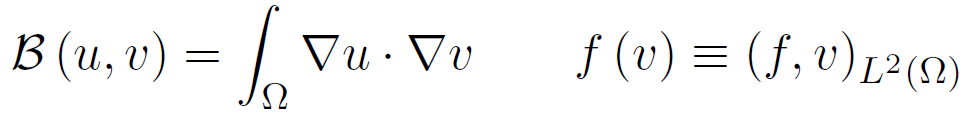 𝓑(u, v) = ∫_Ω ∇u · ∇v    f(v) ≡ (f, v)_{L²(Ω)}